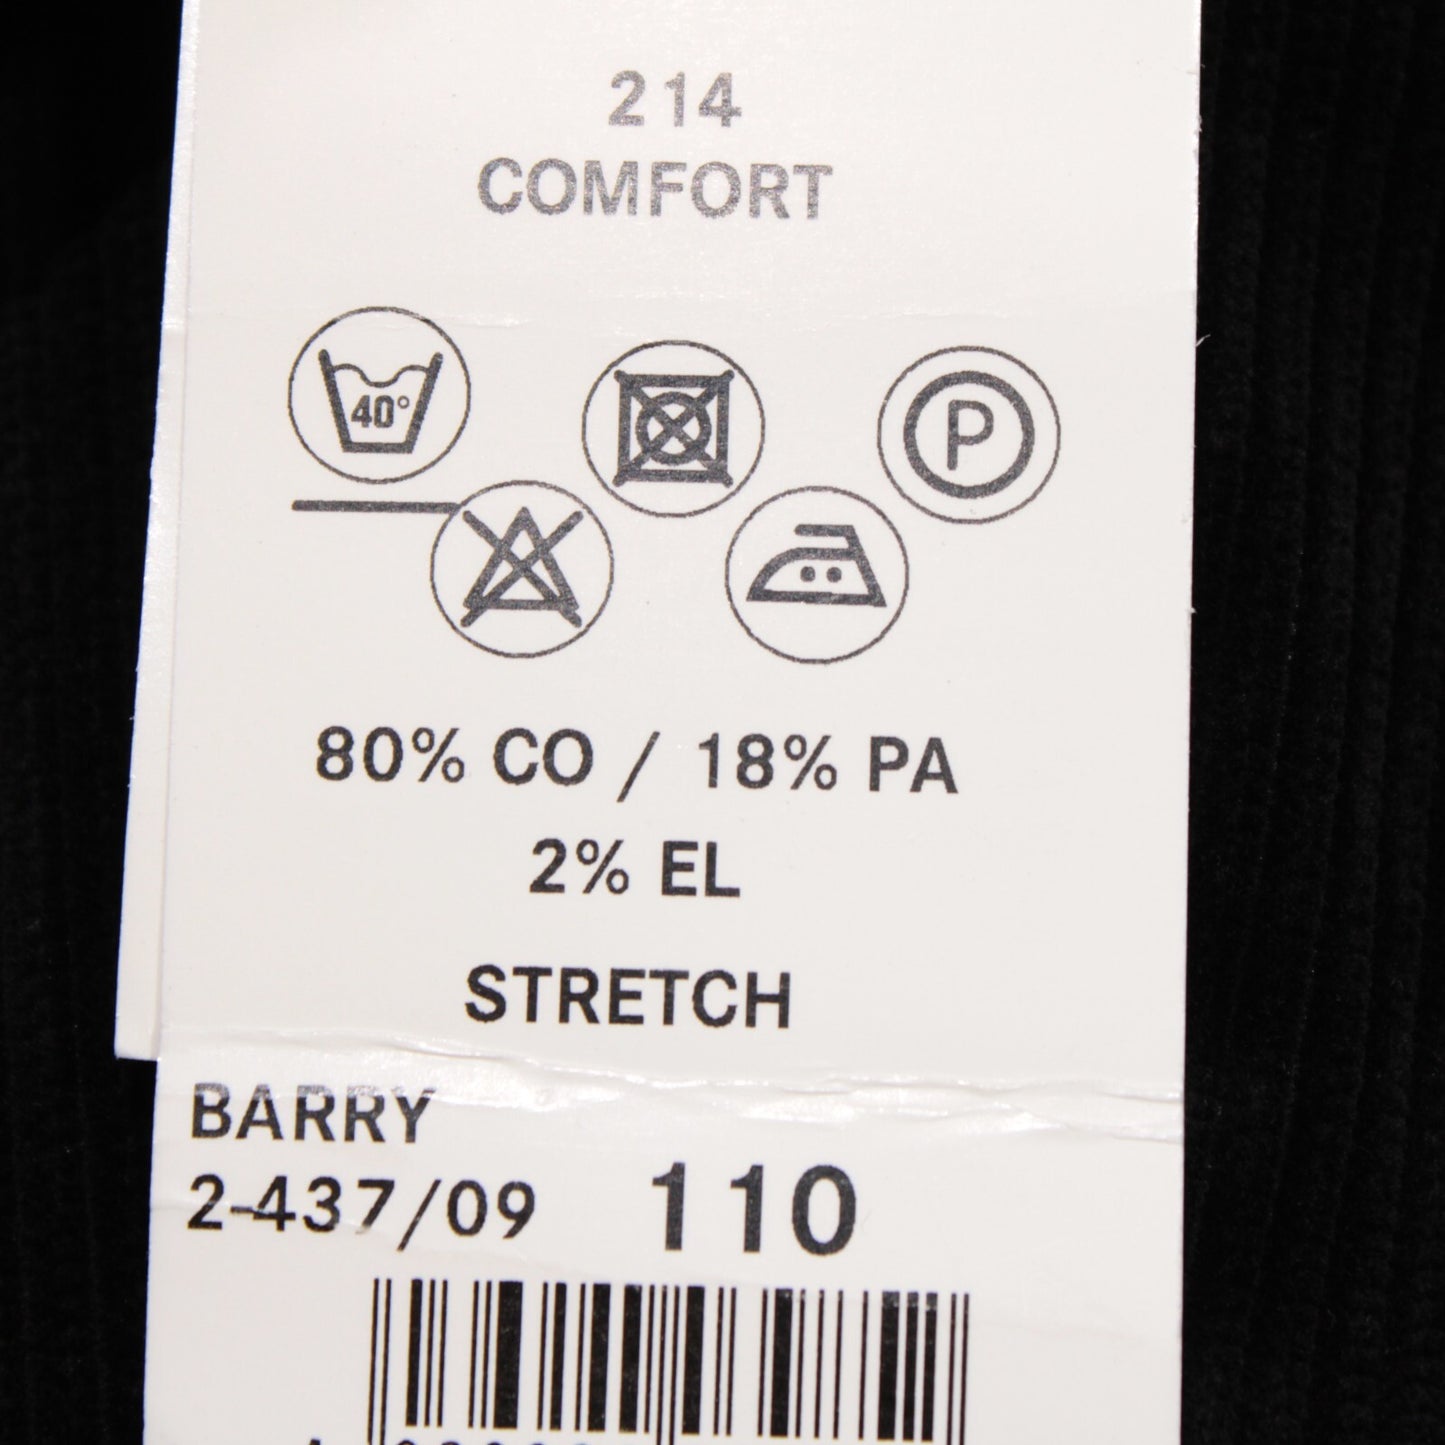 214
COMFORT
40°
P
80% CO / 18% PA
2% EL
STRETCH
BARRY
2-437/09 110